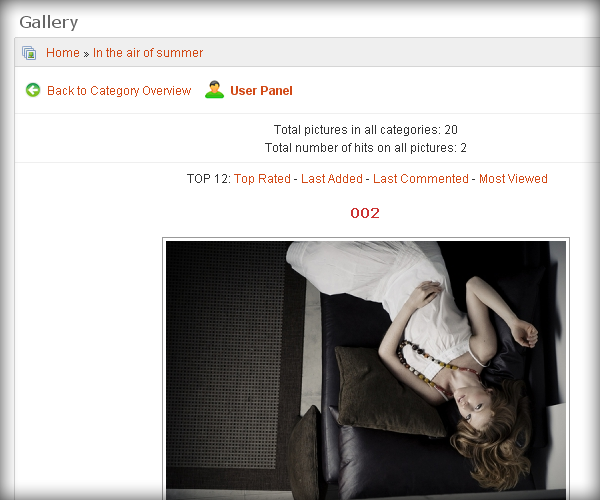 Gallery
Home » In the air of summer
Back to Category Overview User Panel
Total pictures in all categories: 20
Total number of hits on all pictures: 2
TOP 12: Top Rated - Last Added - Last Commented - Most Viewed
002